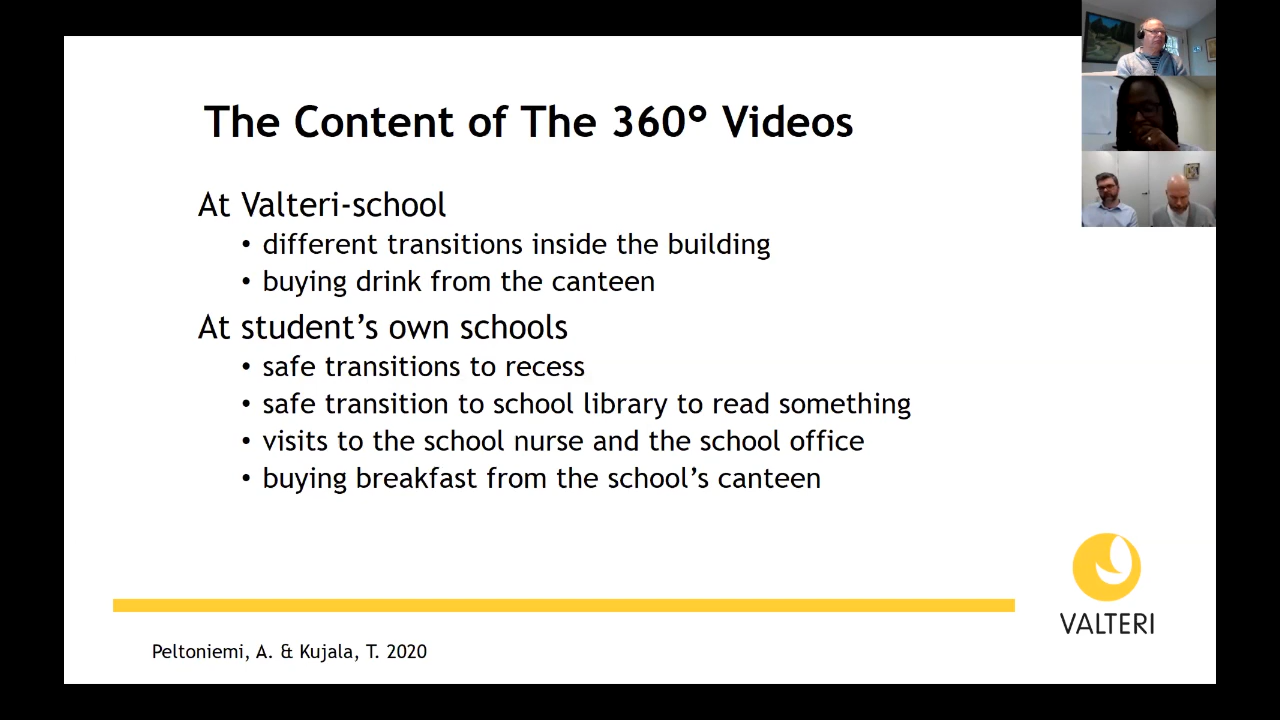 The Content of The 360° Videos
At Valteri-school
• different transitions inside the building
• buying drink from the canteen
At student’s own schools
• safe transitions to recess
• safe transition to school library to read something
• visits to the school nurse and the school office
• buying breakfast from the school’s canteen
VALTERI
Peltoniemi, A. & Kujala, T. 2020